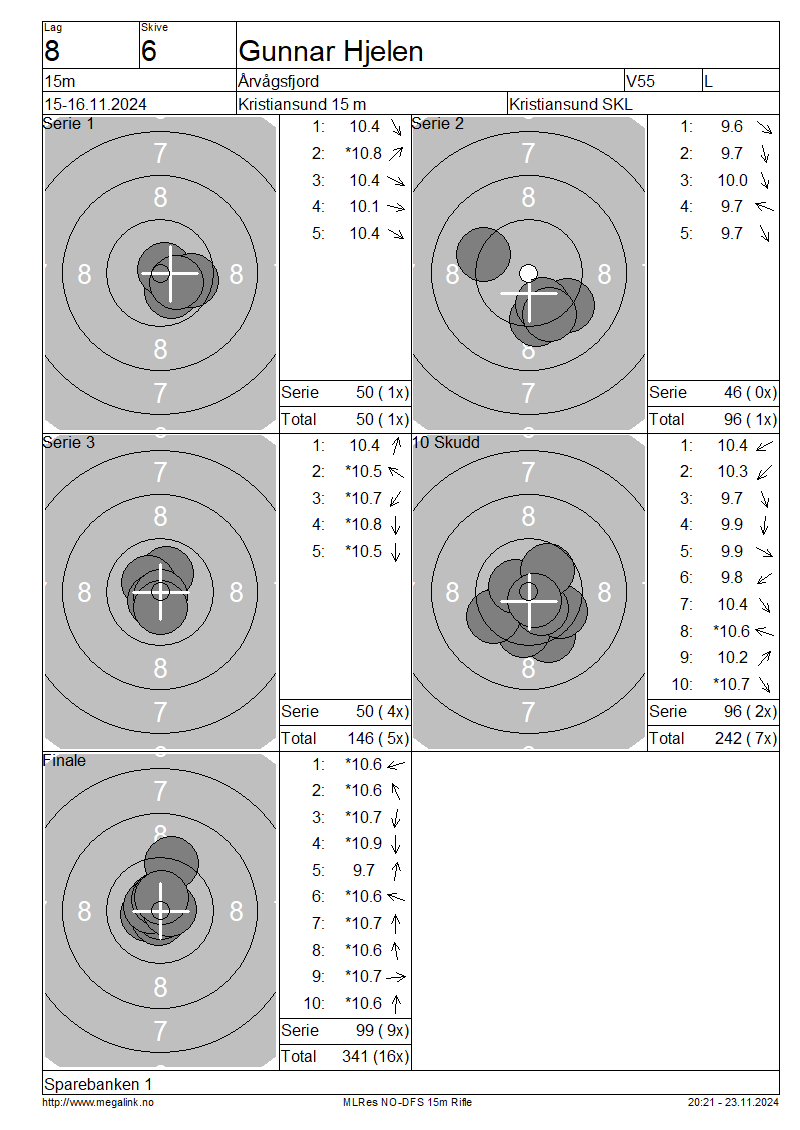 Lag Skive
8 6 Gunnar Hjelen
15m Årvågsfjord V55 L
15-16.11.2024 Kristiansund 15 m Kristiansund SKL
Serie 1
7
8
8 8
8
7
1: 10.4
2: *10.8
3: 10.4
4: 10.1
5: 10.4
Serie 50 ( 1x)
Total 50 ( 1x)
Serie 2
7
8
8 8
8
7
1: 9.6
2: 9.7
3: 10.0
4: 9.7
5: 9.7
Serie 46 ( 0x)
Total 96 ( 1x)
Serie 3
7
8
8 8
8
7
1: 10.4
2: *10.5
3: *10.7
4: *10.8
5: *10.5
Serie 50 ( 4x)
Total 146 ( 5x)
10 Skudd
7
8
8 8
8
7
1: 10.4
2: 10.3
3: 9.7
4: 9.9
5: 9.9
6: 9.8
7: 10.4
8: *10.6
9: 10.2
10: *10.7
Serie 96 ( 2x)
Total 242 ( 7x)
Finale
7
8
8 8
8
7
1: *10.6
2: *10.6
3: *10.7
4: *10.9
5: 9.7
6: *10.6
7: *10.7
8: *10.6
9: *10.7
10: *10.6
Serie 99 ( 9x)
Total 341 (16x)
Sparebanken 1
http://www.megalink.no MLRes NO-DFS 15m Rifle 20:21 - 23.11.2024